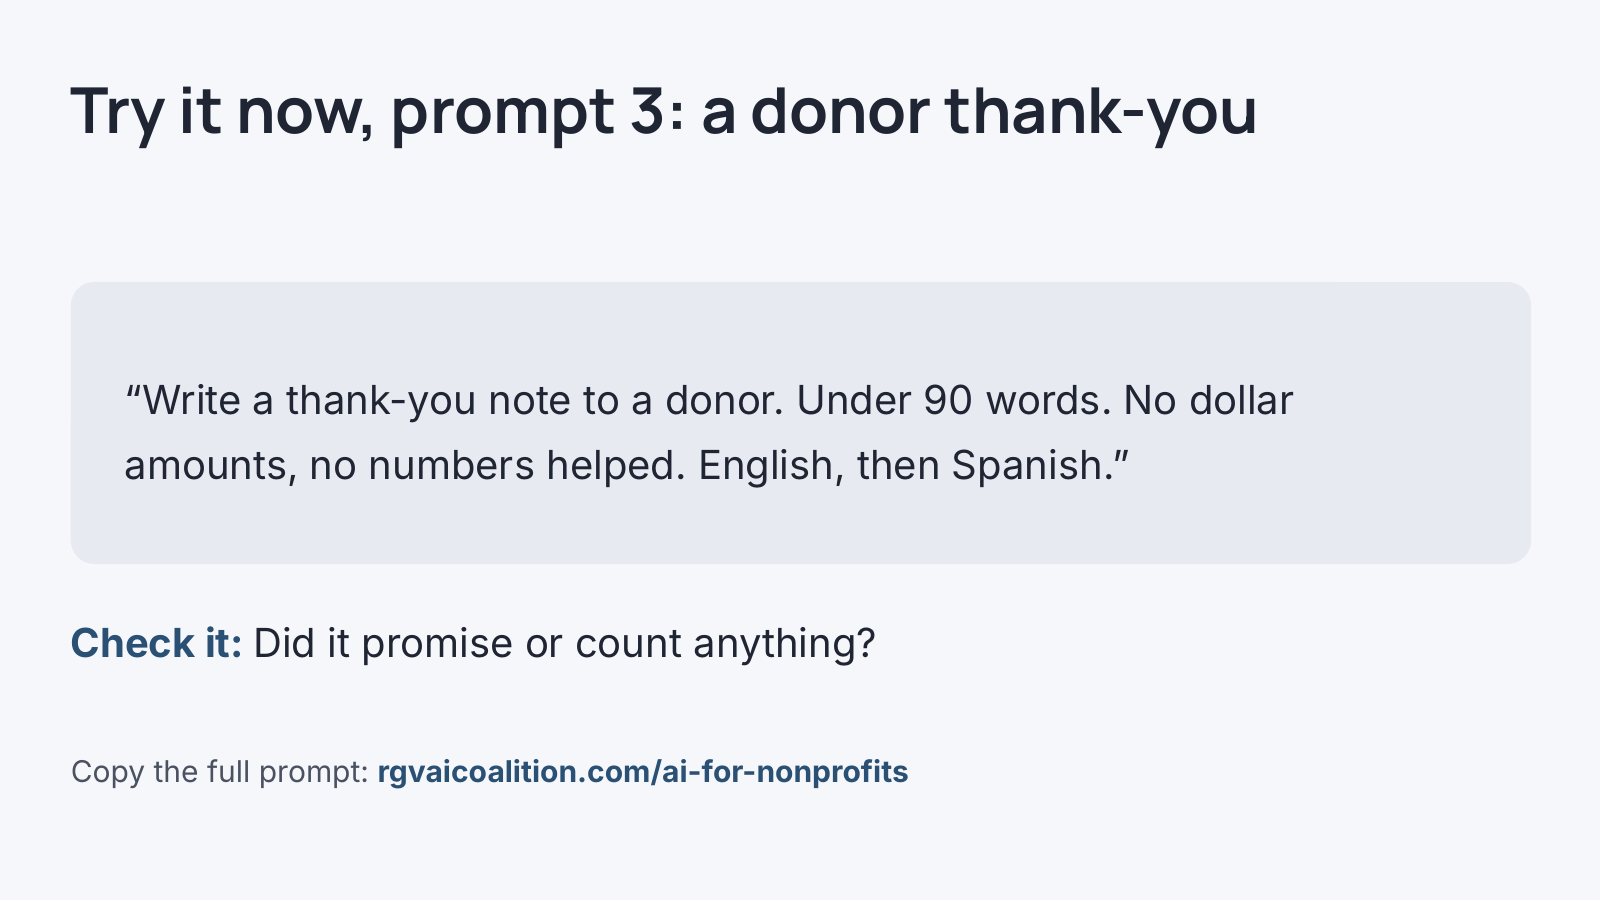 Try it now, prompt 3: a donor thank-you
“Write a thank-you note to a donor. Under 90 words. No dollar
amounts, no numbers helped. English, then Spanish.”
Check it: Did it promise or count anything?
Copy the full prompt: rgvaicoalition.com/ai-for-nonprofits